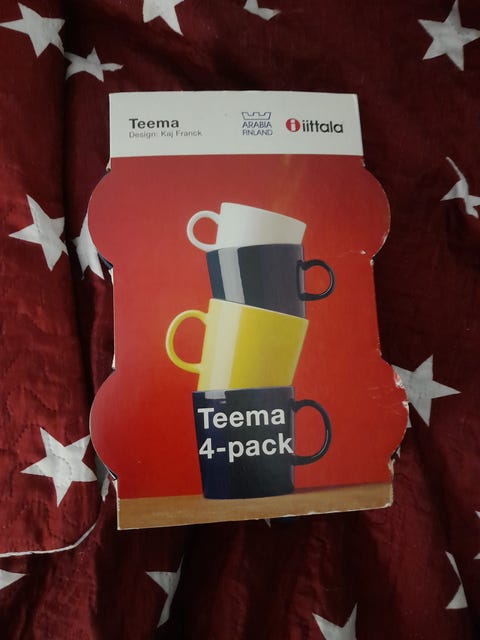 Teema
Design: Kaj Franck
ARABIA
FINLAND
iittala
Teema
4-pack